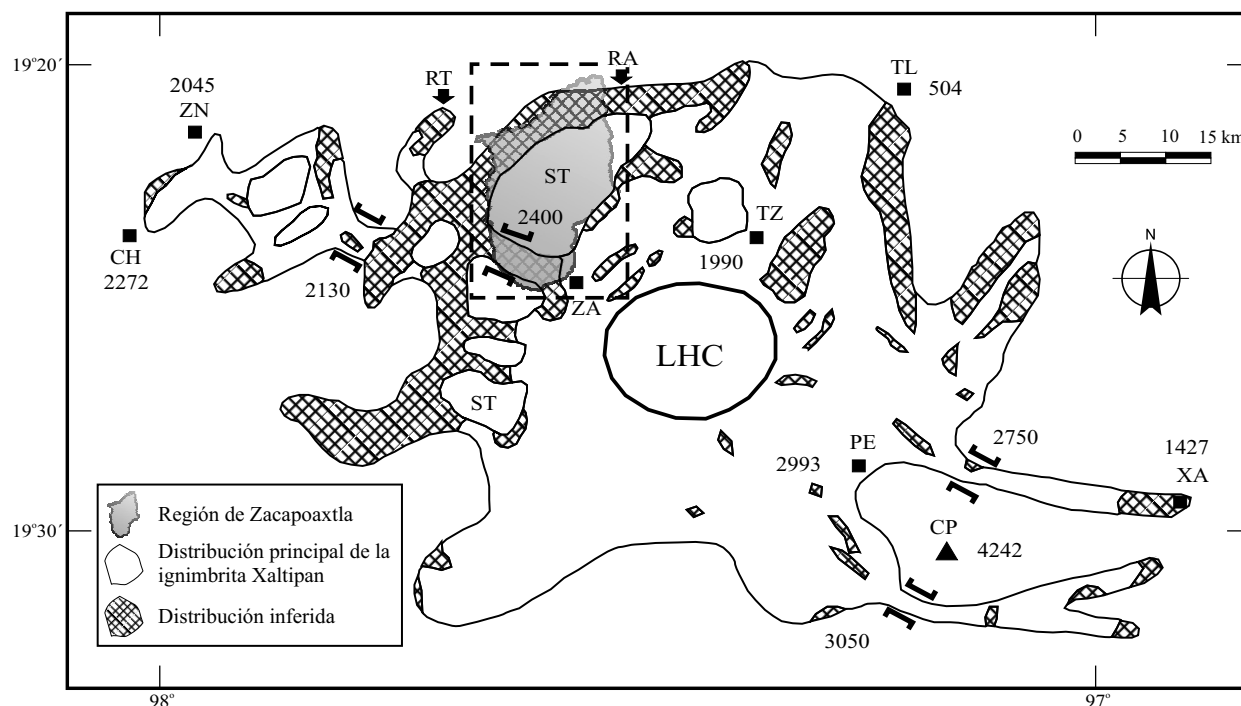 19°20´
2045
ZN
RT
RA
TL
504
0 5 10 15 km
ST
2400
CH
2272
2130
TZ
1990
N
ZA
LHC
ST
PE
2993
2750
1427
XA
CP
4242
3050
19°30´
Región de Zacapoaxtla
Distribución principal de la
ignimbrita Xaltipan
Distribución inferida
98°
97°